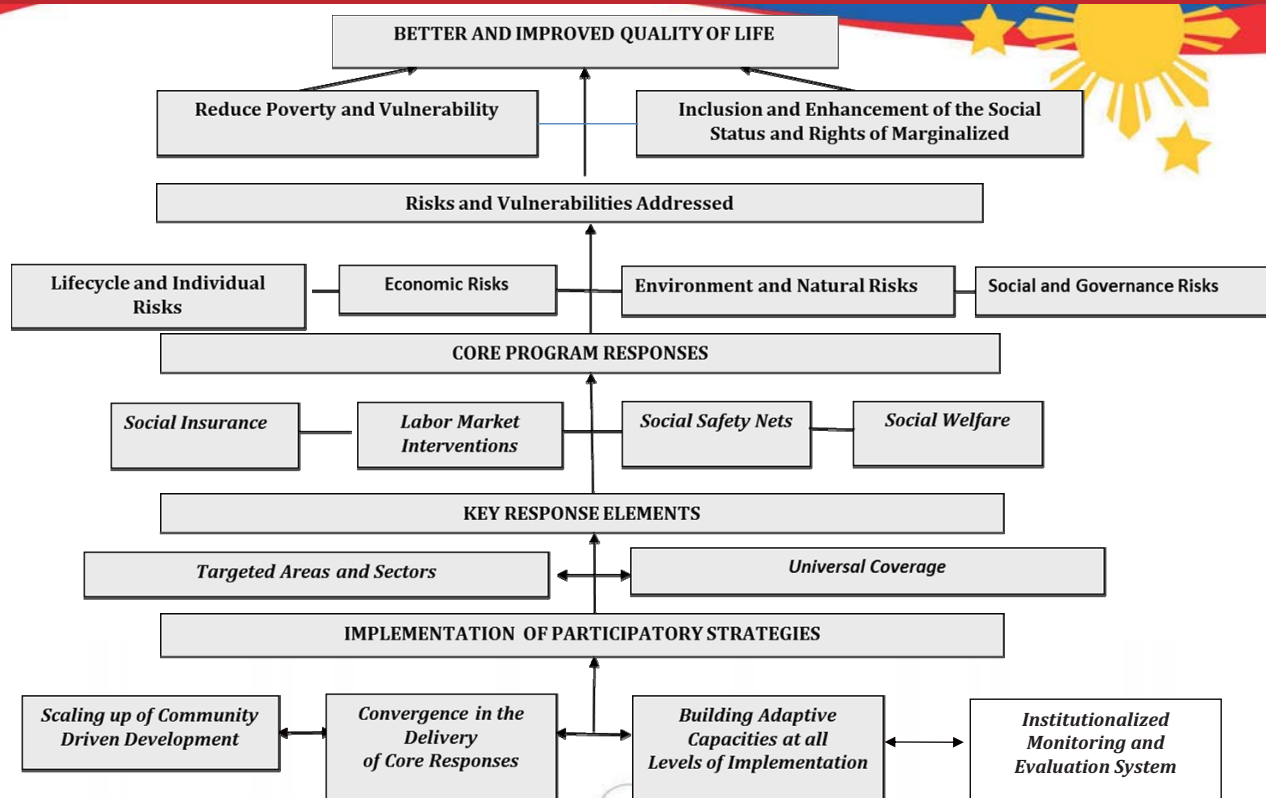 BETTER AND IMPROVED QUALITY OF LIFE
Reduce Poverty and Vulnerability
Inclusion and Enhancement of the Social
Status and Rights of Marginalized
Risks and Vulnerabilities Addressed
Lifecycle and Individual
Risks
Economic Risks
Environment and Natural Risks
Social and Governance Risks
CORE PROGRAM RESPONSES
Social Insurance
Labor Market
Interventions
Social Safety Nets
Social Welfare
KEY RESPONSE ELEMENTS
Targeted Areas and Sectors
Universal Coverage
IMPLEMENTATION OF PARTICIPATORY STRATEGIES
Scaling up of Community
Driven Development
Convergence in the
Delivery
of Core Responses
Building Adaptive
Capacities at all
Levels of Implementation
Institutionalized
Monitoring and
Evaluation System